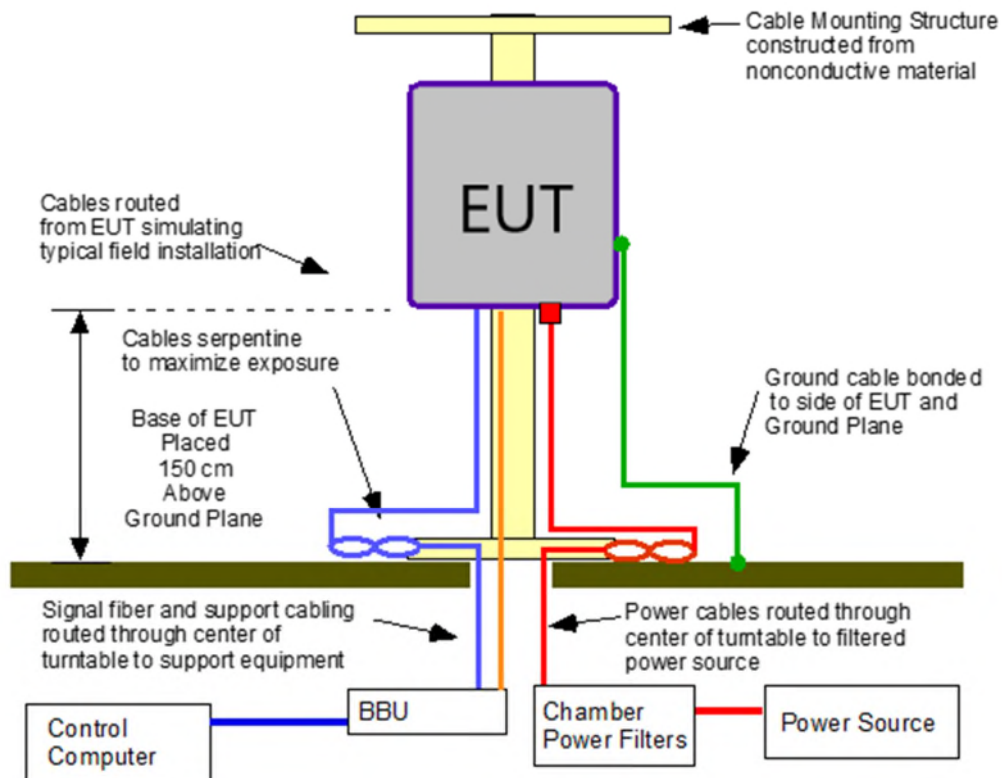 Cable Mounting Structure
constructed from
nonconductive material
EUT
Cables routed
from EUT simulating
typical field installation
Cables serpentine
to maximize exposure
Base of EUT
Placed
150 cm
Above
Ground Plane
Ground cable bonded
to side of EUT and
Ground Plane
Signal fiber and support cabling
routed through center of
turntable to support equipment
Power cables routed through
center of turntable to filtered
power source
BBU
Control
Computer
Chamber
Power Filters
Power Source